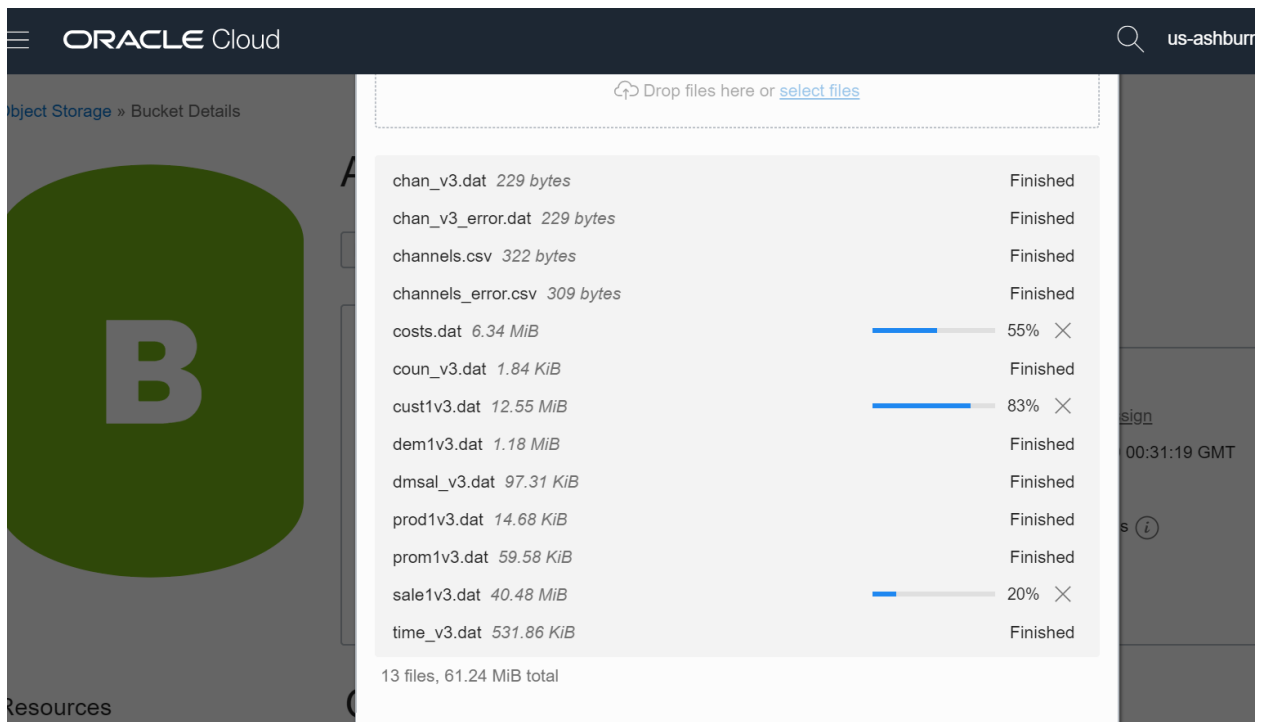 ORACLE Cloud
us-ashburn
Drop files here or select files
Object Storage » Bucket Details
A
B
chan_v3.dat 229 bytes Finished
chan_v3_error.dat 229 bytes Finished
channels.csv 322 bytes Finished
channels_error.csv 309 bytes Finished
costs.dat 6.34 MiB 55%
coun_v3.dat 1.84 KiB Finished
cust1v3.dat 12.55 MiB 83%
sign
dem1v3.dat 1.18 MiB Finished
00:31:19 GMT
dmsal_v3.dat 97.31 KiB Finished
prod1v3.dat 14.68 KiB Finished
s i
prom1v3.dat 59.58 KiB Finished
sale1v3.dat 40.48 MiB 20%
time_v3.dat 531.86 KiB Finished
13 files, 61.24 MiB total
Resources